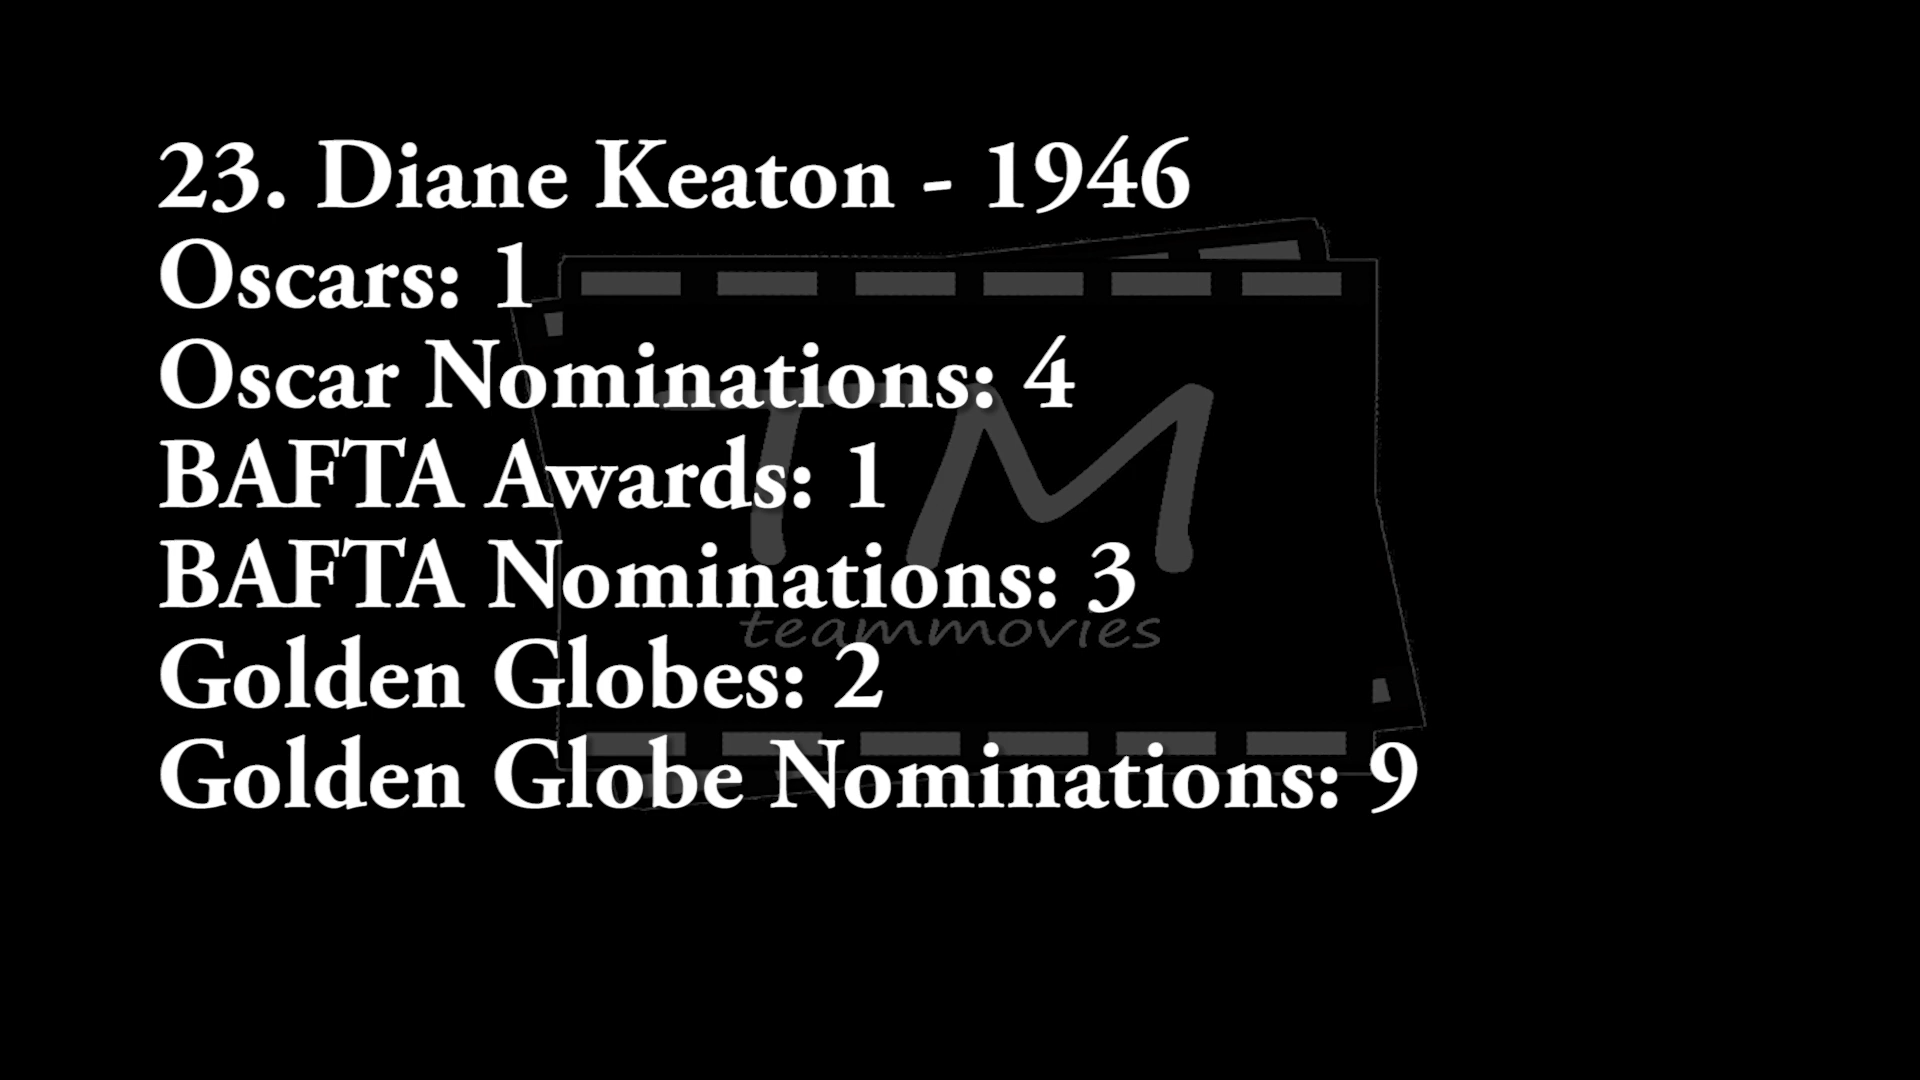 23. Diane Keaton - 1946
Oscars: 1
Oscar Nominations: 4
BAFTA Awards: 1
BAFTA Nominations: 3
Golden Globes: 2
Golden Globe Nominations: 9
TM
teammovies